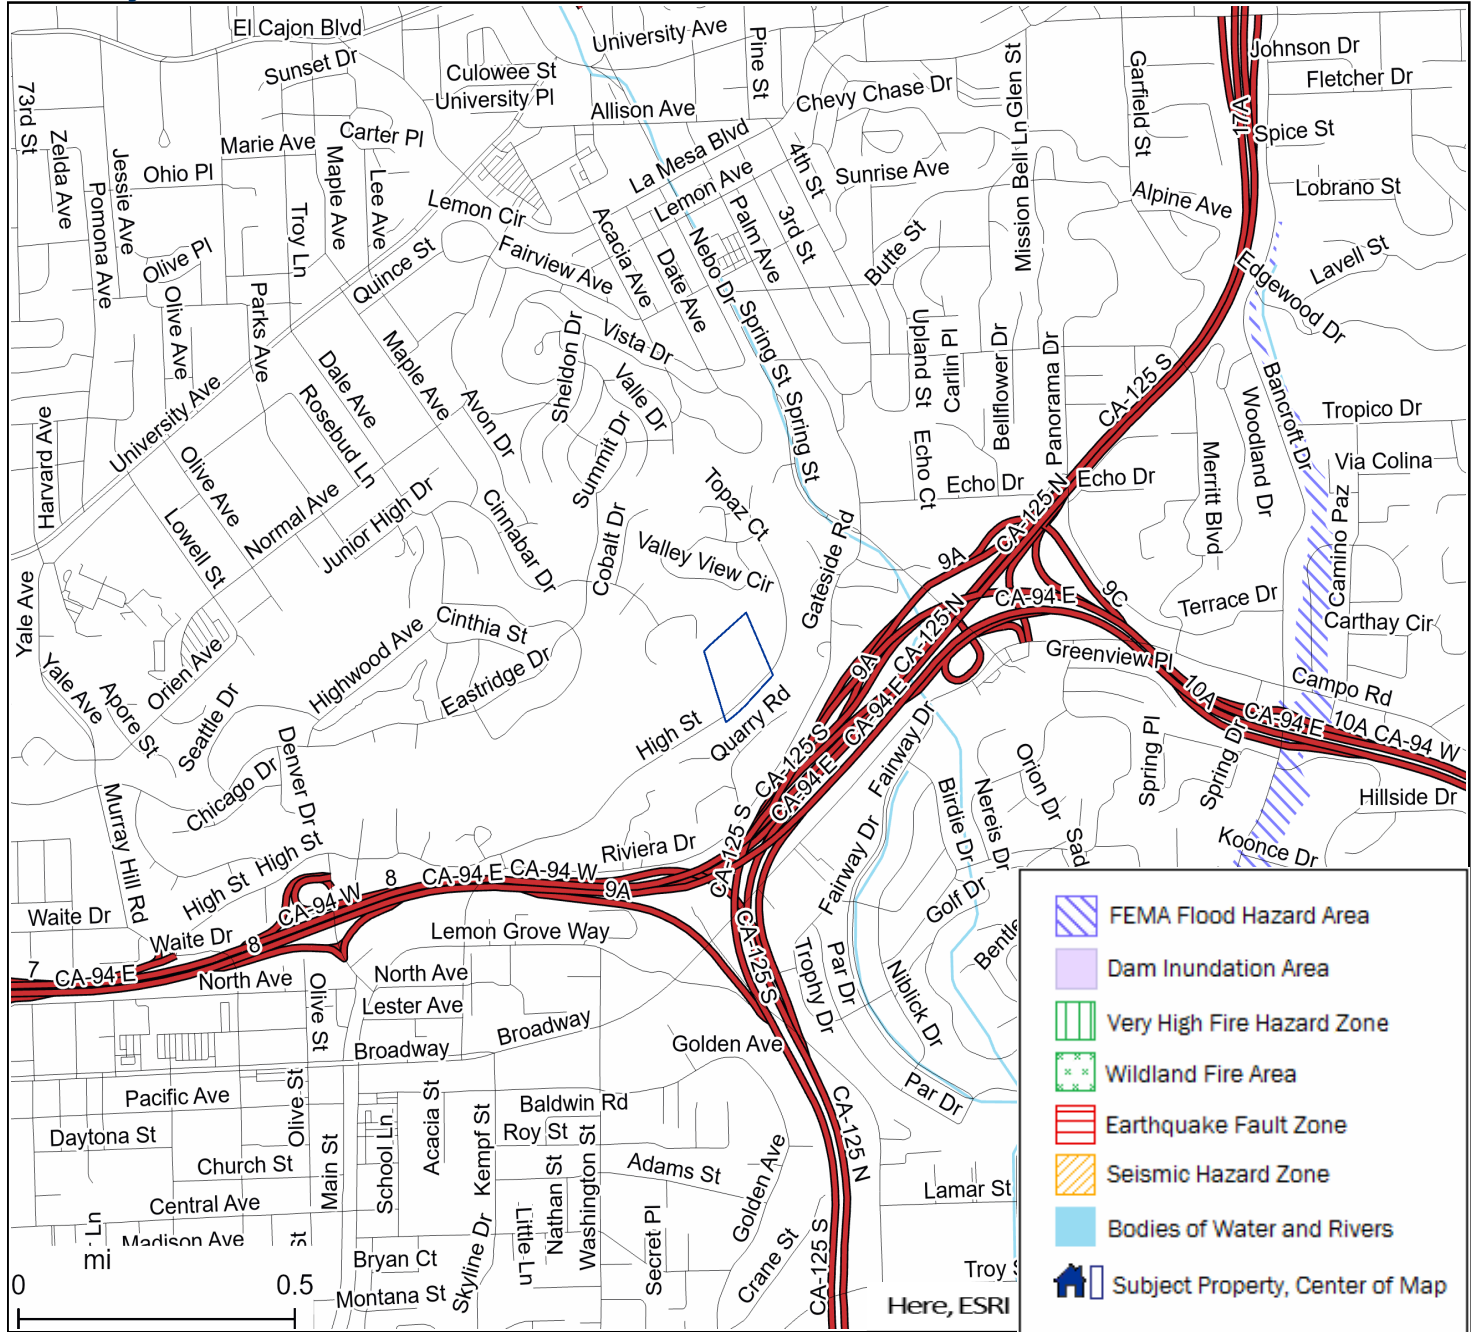 El Cajon Blvd
University Ave
Pine St
Johnson Dr
Sunset Dr
Culowee St
University Pl
Glen St
Garfield St
Fletcher Dr
73rd St
Allison Ave
Chevy Chase Dr
17A
Spice St
Zelda Ave
Jessie Ave
Marie Ave
Carter Pl
La Mesa Blvd
4th St
Sunrise Ave
Mission Bell Ln
Ohio Pl
Maple Ave
Lee Ave
Lemon Ave
Lobrano St
Pomona Ave
Troy Ln
Lemon Cir
Acacia Ave
Palm Ave
3rd St
Alpine Ave
Olive Pl
Quince St
Fairview Ave
Date Ave
Nebo Dr
Butte St
Lavell St
Edgewood Dr
Olive Ave
Parks Ave
Maple Ave
Sheldon Dr
Vista Dr
Spring St
Upland St
Canlin Pl
Bellflower Dr
Panorama Dr
CA-125 S
Dale Ave
Valle Dr
Bancroft Dr
University Ave
Rosebud Ln
Avon Dr
Summit Dr
Spring St
Woodland Dr
Tropico Dr
Harvard Ave
Olive Ave
Echo Ct
Echo Dr
Echo Dr
Merritt Blvd
Via Colina
Normal Ave
Junior High Dr
Cinnabar Dr
Topaz Ct
CA-125 N
Camino Paz
Lowell St
Cobalt Dr
Valley View Cir
Gateside Rd
9A
CA-94 E
9C
Terrace Dr
Yale Ave
Cinthia St
CA-125 N
Carthay Cir
Highwood Ave
Orien Ave
Eastridge Dr
9A
Greenview Pl
Yale Ave
Apore St
Seattle Dr
10A
Campo Rd
High St
Quarry Rd
CA-94 E
CA-94 E
10A
CA-94 W
Denver Dr
CA-125 S
Fairway Dr
Orion Dr
Spring Pl
Spring Dr
Chicago Dr
CA-94 E
Birdie Dr
Nereis Dr
Hillside Dr
Murray Hill Rd
High St
Riviera Dr
CA-125 S
Fairway Dr
Sad
Koonce Dr
High St
8
CA-94 E
CA-94 W
9A
CA-94 W
Golf Dr
Waite Dr
Waite Dr
8
Lemon Grove Way
CA-125 S
Bentle
7
CA-94 E
North Ave
Olive St
North Ave
Trophy Dr
Par Dr
Niblick Dr
Lester Ave
Broadway
Broadway
Golden Ave
Pacific Ave
Olive St
Acacia St
Baldwin Rd
Par Dr
CA-125 N
Daytona St
School Ln
Kempf St
Roy St
Church St
Main St
Nathan St
Washington St
Adams St
Golden Ave
Central Ave
Lamar St
Ln
Madison Ave
St
Bryan Ct
Skyline Dr
Little Ln
Secret Pl
Crane St
CA-125 S
Troy S
Montana St
mi
0
0.5
Here, ESRI
FEMA Flood Hazard Area
Dam Inundation Area
Very High Fire Hazard Zone
Wildland Fire Area
Earthquake Fault Zone
Seismic Hazard Zone
Bodies of Water and Rivers
Subject Property, Center of Map